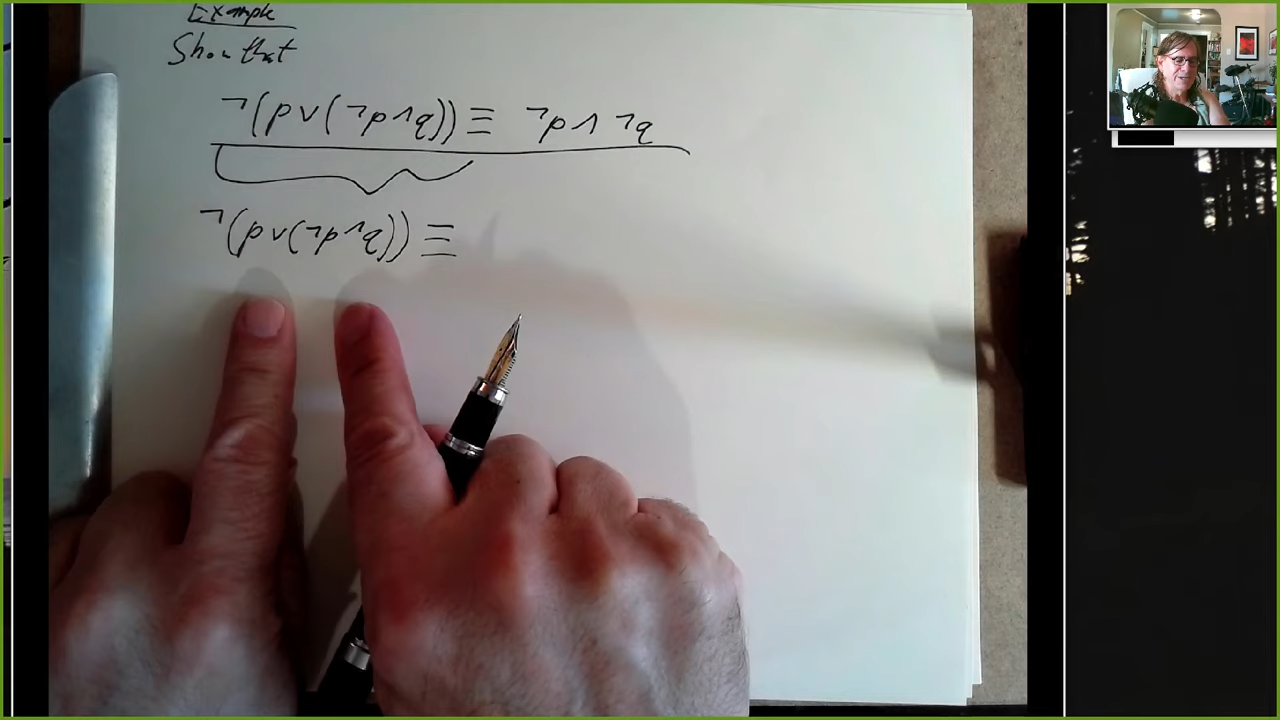 Example
Show that
¬(p∨(¬p∧q)) ≡ ¬p∧¬q
¬(p∨(¬p∧q)) ≡